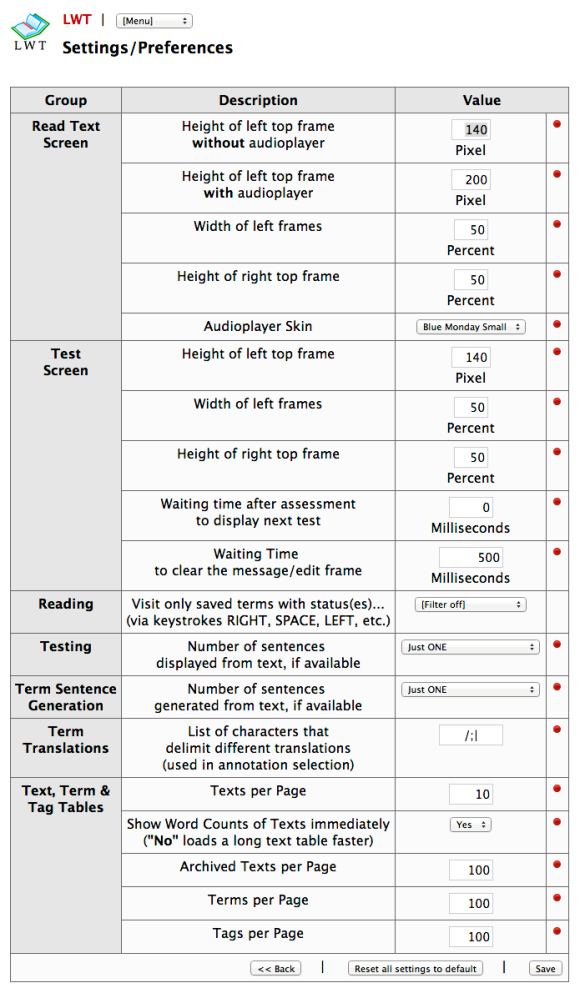 LWT | [Menu]
LWT
Settings/Preferences
Group Description Value
Read Text
Screen
Height of left top frame
without audioplayer
140
Pixel
Height of left top frame
with audioplayer
200
Pixel
Width of left frames
50
Percent
Height of right top frame
50
Percent
Audioplayer Skin
Blue Monday Small
Test
Screen
Height of left top frame
140
Pixel
Width of left frames
50
Percent
Height of right top frame
50
Percent
Waiting time after assessment
to display next test
0
Milliseconds
Waiting Time
to clear the message/edit frame
500
Milliseconds
Reading
Visit only saved terms with status(es)...
(via keystrokes RIGHT, SPACE, LEFT, etc.)
[Filter off]
Testing
Number of sentences
displayed from text, if available
Just ONE
Term Sentence
Generation
Number of sentences
generated from text, if available
Just ONE
Term
Translations
List of characters that
delimit different translations
(used in annotation selection)
/;|
Text, Term &
Tag Tables
Texts per Page
10
Show Word Counts of Texts immediately
("No" loads a long text table faster)
Yes
Archived Texts per Page
100
Terms per Page
100
Tags per Page
100
<< Back | Reset all settings to default | Save